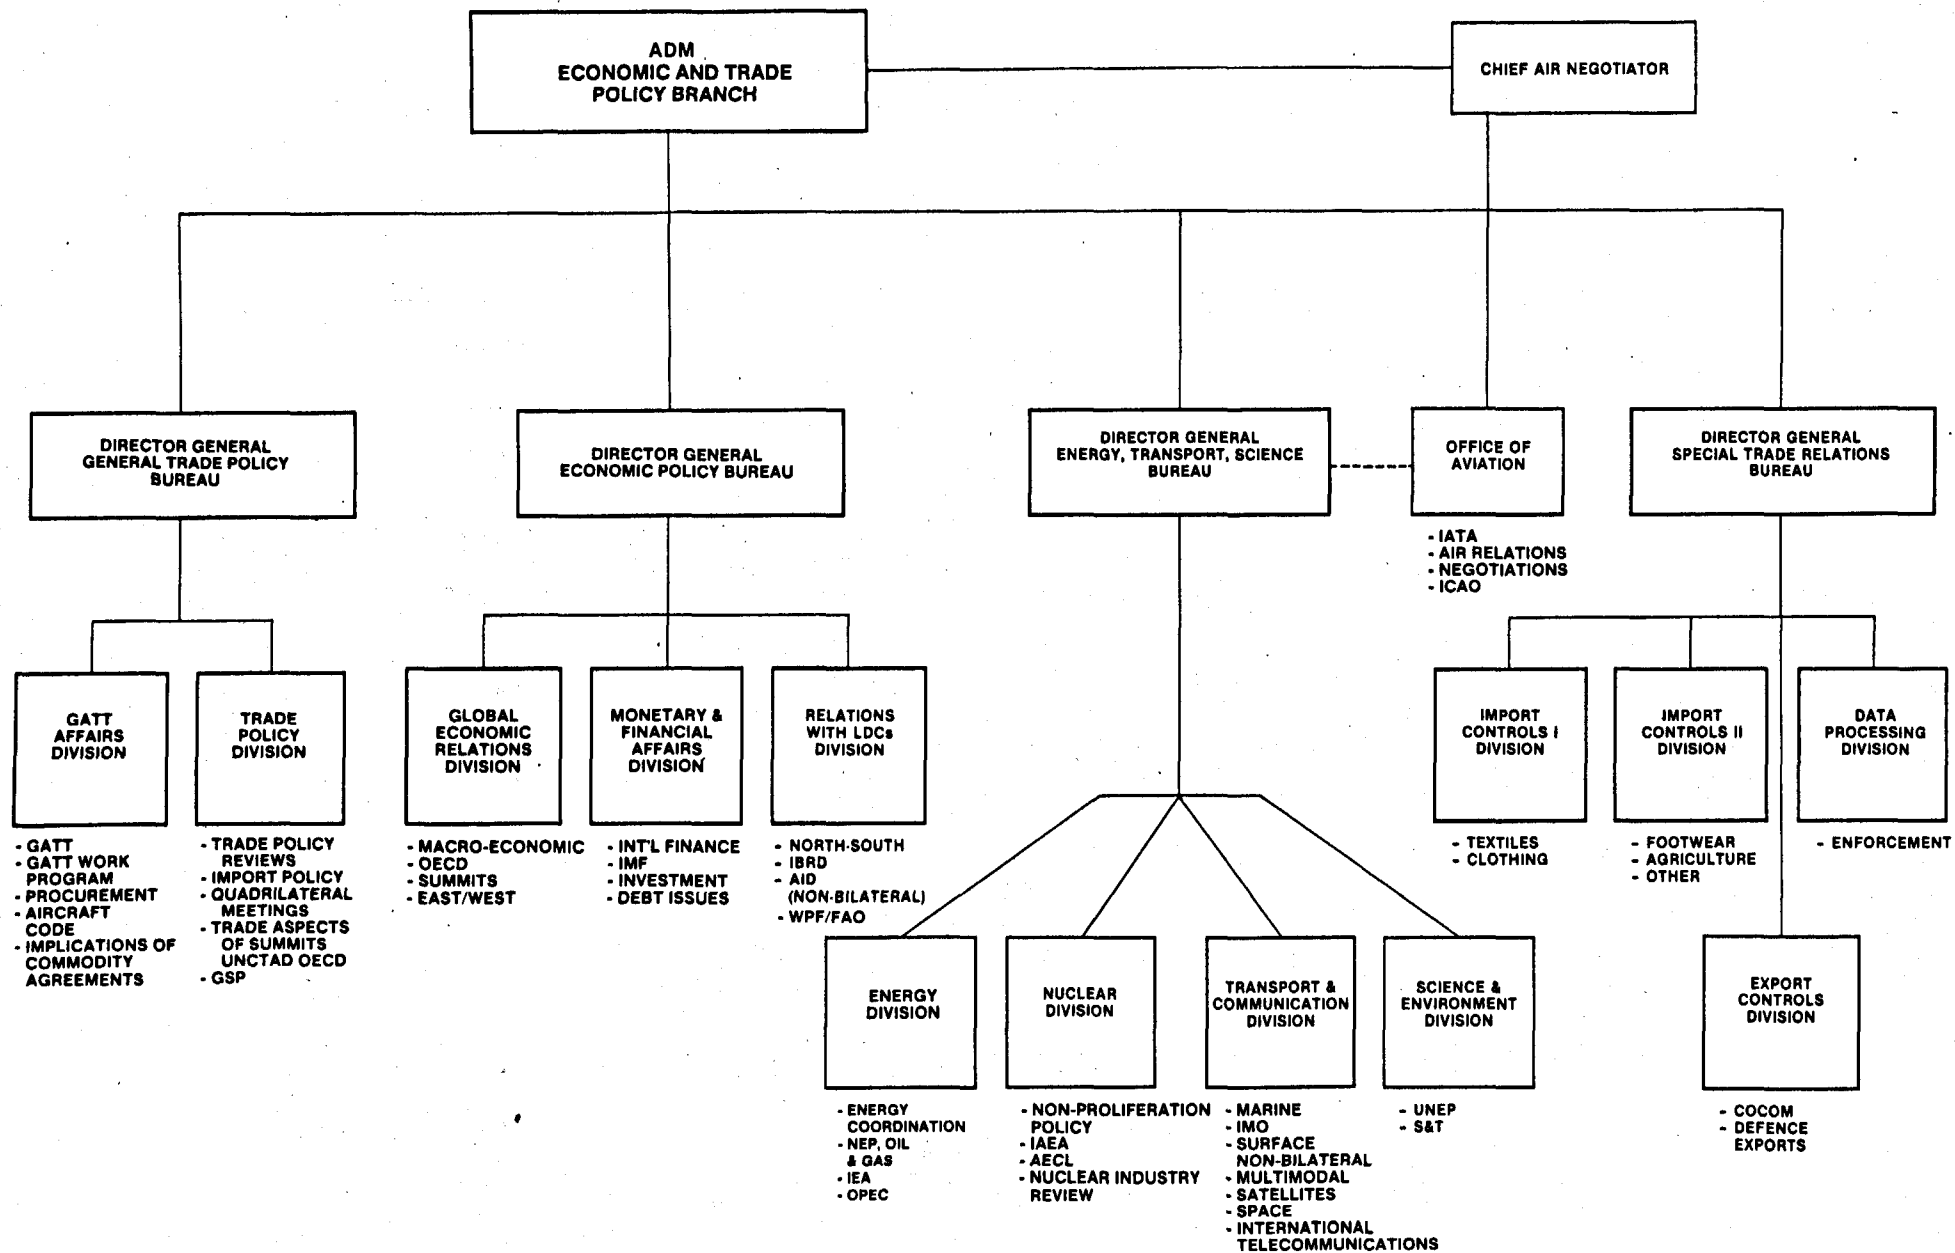 ADM
ECONOMIC AND TRADE
POLICY BRANCH
CHIEF AIR NEGOTIATOR
DIRECTOR GENERAL
GENERAL TRADE POLICY
BUREAU
DIRECTOR GENERAL
ECONOMIC POLICY BUREAU
DIRECTOR GENERAL
ENERGY, TRANSPORT, SCIENCE
BUREAU
OFFICE OF
AVIATION
- IATA
- AIR RELATIONS
- NEGOTIATIONS
- ICAO
DIRECTOR GENERAL
SPECIAL TRADE RELATIONS
BUREAU
GATT
AFFAIRS
DIVISION
- GATT
- GATT WORK
PROGRAM
- PROCUREMENT
- AIRCRAFT
CODE
- IMPLICATIONS OF
COMMODITY
AGREEMENTS
TRADE
POLICY
DIVISION
- TRADE POLICY
REVIEWS
- IMPORT POLICY
- QUADRILATERAL
MEETINGS
- TRADE ASPECTS
OF SUMMITS
UNCTAD OECD
- GSP
GLOBAL
ECONOMIC
RELATIONS
DIVISION
- MACRO-ECONOMIC
- OECD
- SUMMITS
- EAST/WEST
MONETARY &
FINANCIAL
AFFAIRS
DIVISION
- INT'L FINANCE
- IMF
- INVESTMENT
- DEBT ISSUES
RELATIONS
WITH LDCs
DIVISION
- NORTH-SOUTH
- IBRD
- AID
(NON-BILATERAL)
- WPF/FAO
IMPORT
CONTROLS I
DIVISION
- TEXTILES
- CLOTHING
IMPORT
CONTROLS II
DIVISION
- FOOTWEAR
- AGRICULTURE
- OTHER
DATA
PROCESSING
DIVISION
- ENFORCEMENT
ENERGY
DIVISION
- ENERGY
COORDINATION
- NEP, OIL
& GAS
- IEA
- OPEC
NUCLEAR
DIVISION
- NON-PROLIFERATION
POLICY
- IAEA
- AECL
- NUCLEAR INDUSTRY
REVIEW
TRANSPORT &
COMMUNICATION
DIVISION
- MARINE
- IMO
- SURFACE
NON-BILATERAL
- MULTIMODAL
- SATELLITES
- SPACE
- INTERNATIONAL
TELECOMMUNICATIONS
SCIENCE &
ENVIRONMENT
DIVISION
- UNEP
- S&T
EXPORT
CONTROLS
DIVISION
- COCOM
- DEFENCE
EXPORTS